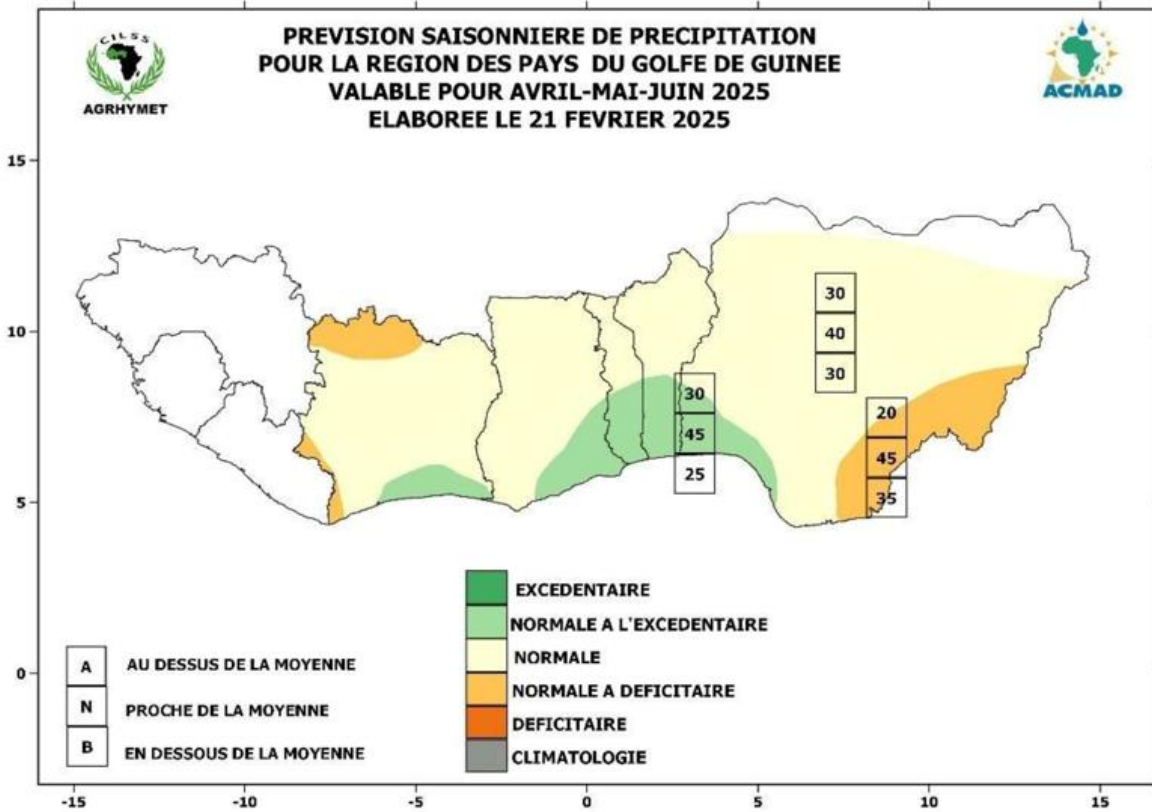 PREVISION SAISONNIERE DE PRECIPITATION
POUR LA REGION DES PAYS DU GOLFE DE GUINEE
VALABLE POUR AVRIL-MAI-JUIN 2025
ELABOREE LE 21 FEVRIER 2025
CILSS
AGRHYMET
ACMAD
15
10
5
0
30
40
30
30
45
25
20
45
35
EXCEDENTAIRE
NORMALE A L'EXCEDENTAIRE
NORMALE
NORMALE A DEFICITAIRE
DEFICITAIRE
CLIMATOLOGIE
A AU DESSUS DE LA MOYENNE
N PROCHE DE LA MOYENNE
B EN DESSOUS DE LA MOYENNE
-15 -10 -5 0 5 10 15